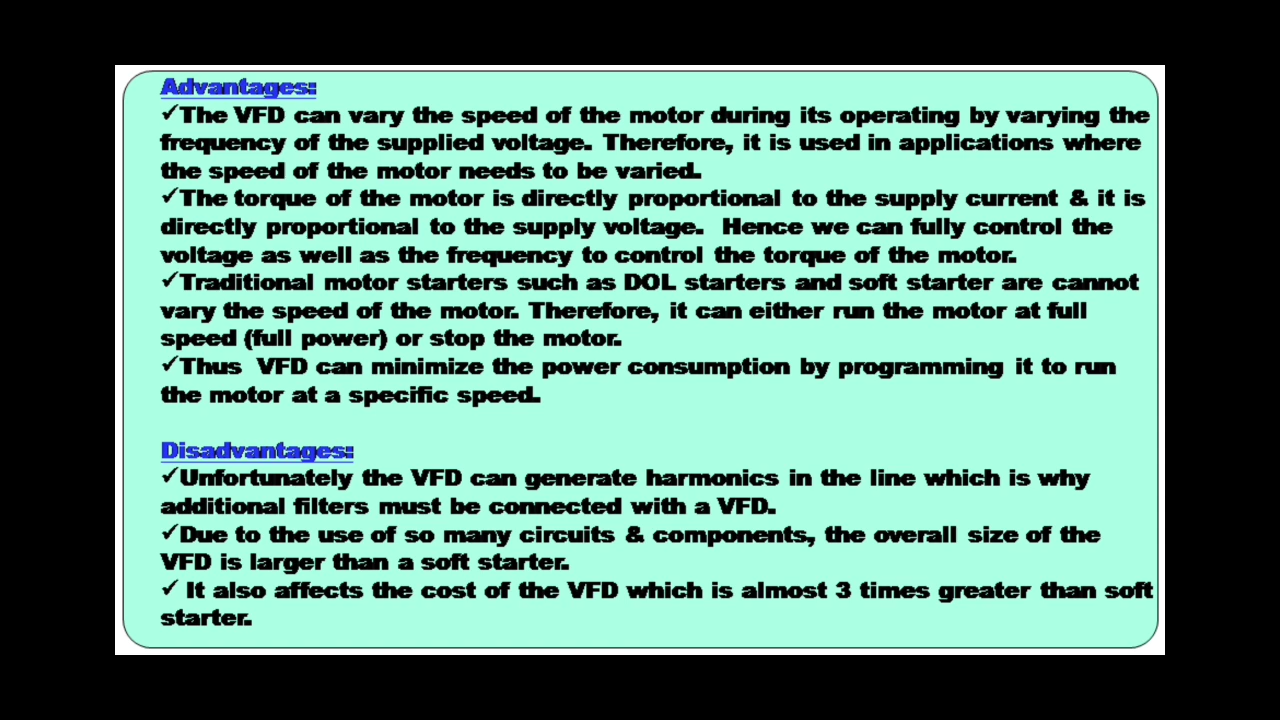 Advantages:
✓The VFD can vary the speed of the motor during its operating by varying the
frequency of the supplied voltage. Therefore, it is used in applications where
the speed of the motor needs to be varied.
✓The torque of the motor is directly proportional to the supply current & it is
directly proportional to the supply voltage. Hence we can fully control the
voltage as well as the frequency to control the torque of the motor.
✓Traditional motor starters such as DOL starters and soft starter are cannot
vary the speed of the motor. Therefore, it can either run the motor at full
speed (full power) or stop the motor.
✓Thus VFD can minimize the power consumption by programming it to run
the motor at a specific speed.
Disadvantages:
✓Unfortunately the VFD can generate harmonics in the line which is why
additional filters must be connected with a VFD.
✓Due to the use of so many circuits & components, the overall size of the
VFD is larger than a soft starter.
✓ It also affects the cost of the VFD which is almost 3 times greater than soft
starter.